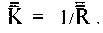 K̿ = 1/R̿ .